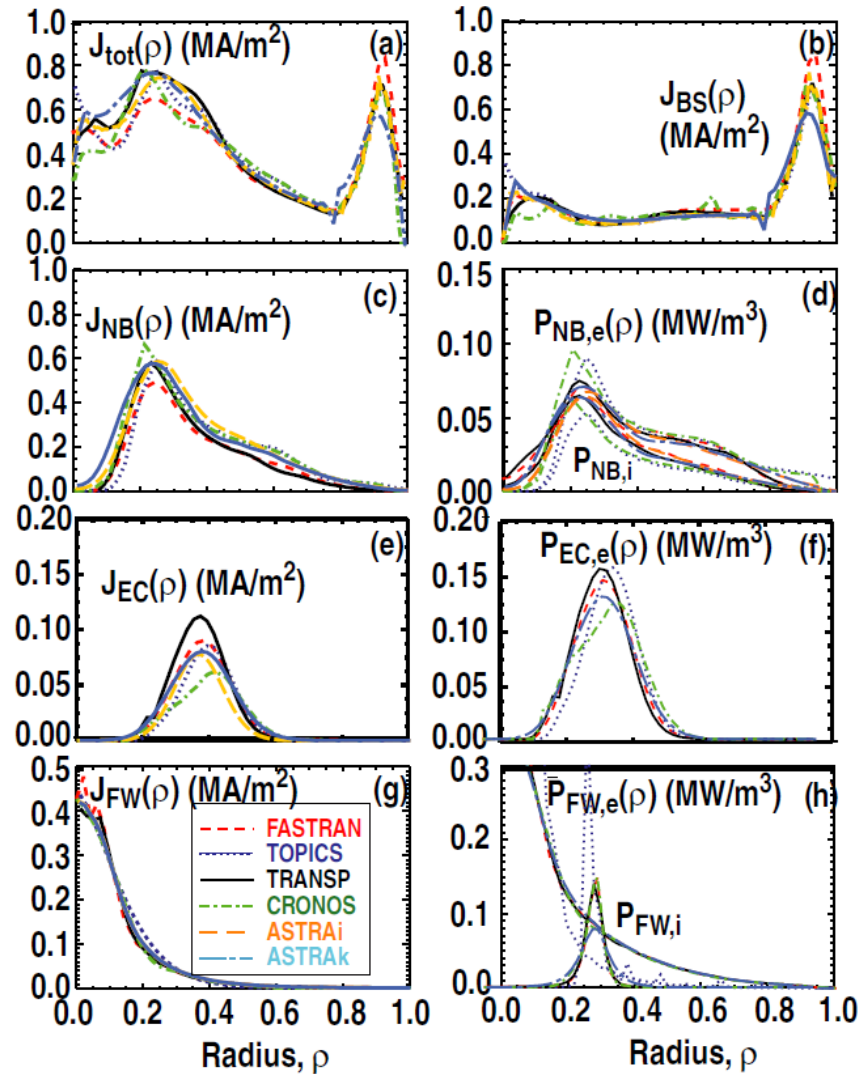 J_tot(ρ) (MA/m²) (a)
1.0
0.8
0.6
0.4
0.2
0.0
(b)
J_BS(ρ)
(MA/m²)
1.0
0.8
0.6
0.4
0.2
0.0
J_NB(ρ) (MA/m²) (c)
1.0
0.8
0.6
0.4
0.2
0.0
(d)
P_NB,e(ρ) (MW/m³)
P_NB,i
0.15
0.10
0.05
0.00
(e)
J_EC(ρ) (MA/m²)
0.20
0.15
0.10
0.05
0.00
P_EC,e(ρ) (MW/m³) (f)
0.20
0.15
0.10
0.05
0.00
J_FW(ρ) (MA/m²) (g)
0.5
0.4
0.3
0.2
0.1
0.0
FASTRAN
TOPICS
TRANSP
CRONOS
ASTRAi
ASTRAk
0.0 0.2 0.4 0.6 0.8 1.0
Radius, ρ
P_FW,e(ρ) (MW/m³) (h)
P_FW,i
0.3
0.2
0.1
0.0
0.0 0.2 0.4 0.6 0.8 1.0
Radius, ρ